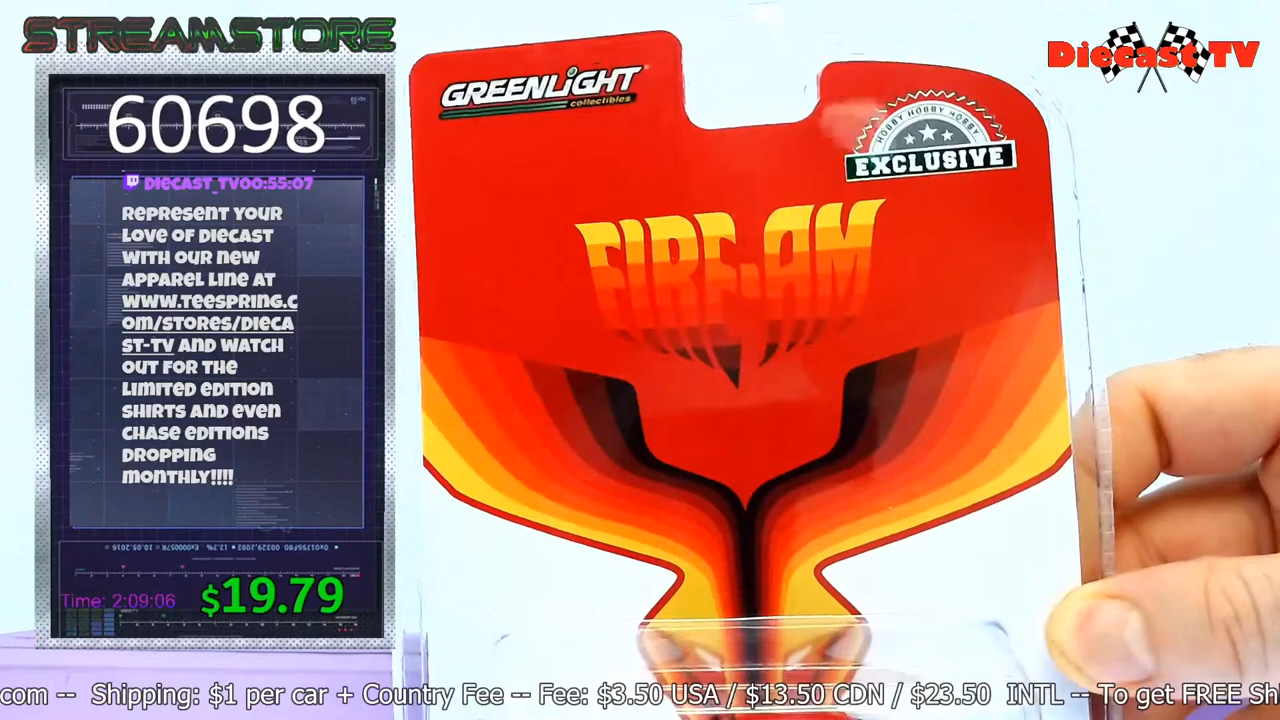 STREAMSTORE
60698
DIECAST_TV00:55:07
REPRESENT YOUR
LOVE OF DIECAST
WITH OUR NEW
APPAREL LINE AT
WWW.TEESPRING.C
OM/STORES/DIECA
ST-TV AND WATCH
OUT FOR THE
LIMITED EDITION
SHIRTS AND EVEN
CHASE EDITIONS
DROPPING
MONTHLY!!!!
Time: 2:09:06
$19.79
GREENLIGHT
collectibles
HOBBY HOBBY HOBBY
EXCLUSIVE
FIRE-AM
Diecast TV
com -- Shipping: $1 per car + Country Fee -- Fee: $3.50 USA / $13.50 CDN / $23.50 INTL -- To get FREE Sh